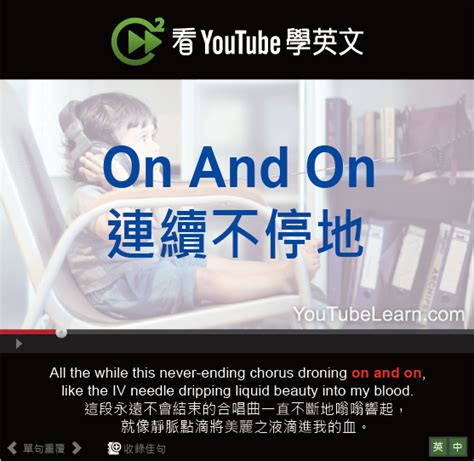 2
看 YouTube 學英文
On And On
連續不停地
YouTubeLearn.com
All the while this never-ending chorus droning on and on,
like the IV needle dripping liquid beauty into my blood.
這段永遠不會結束的合唱曲一直不斷地嗡嗡響起，
就像靜脈點滴將美麗之液滴進我的血。
單句重覆 收錄佳句 英 中